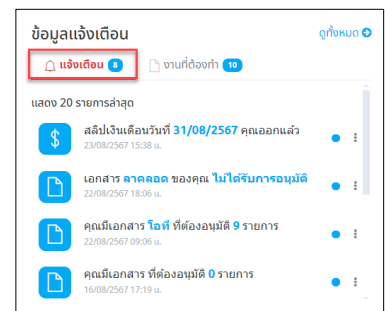 ข้อมูลแจ้งเตือน ดูทั้งหมด
แจ้งเตือน 8 งานที่ต้องทำ 10
แสดง 20 รายการล่าสุด
สลิปเงินเดือนวันที่ 31/08/2567 คุณออกแล้ว
23/08/2567 15:38 น.
เอกสาร ลาคลอด ของคุณ ไม่ได้รับการอนุมัติ
22/08/2567 18:06 น.
คุณมีเอกสาร โอที ที่ต้องอนุมัติ 9 รายการ
22/08/2567 09:06 น.
คุณมีเอกสาร ที่ต้องอนุมัติ 0 รายการ
16/08/2567 17:19 น.